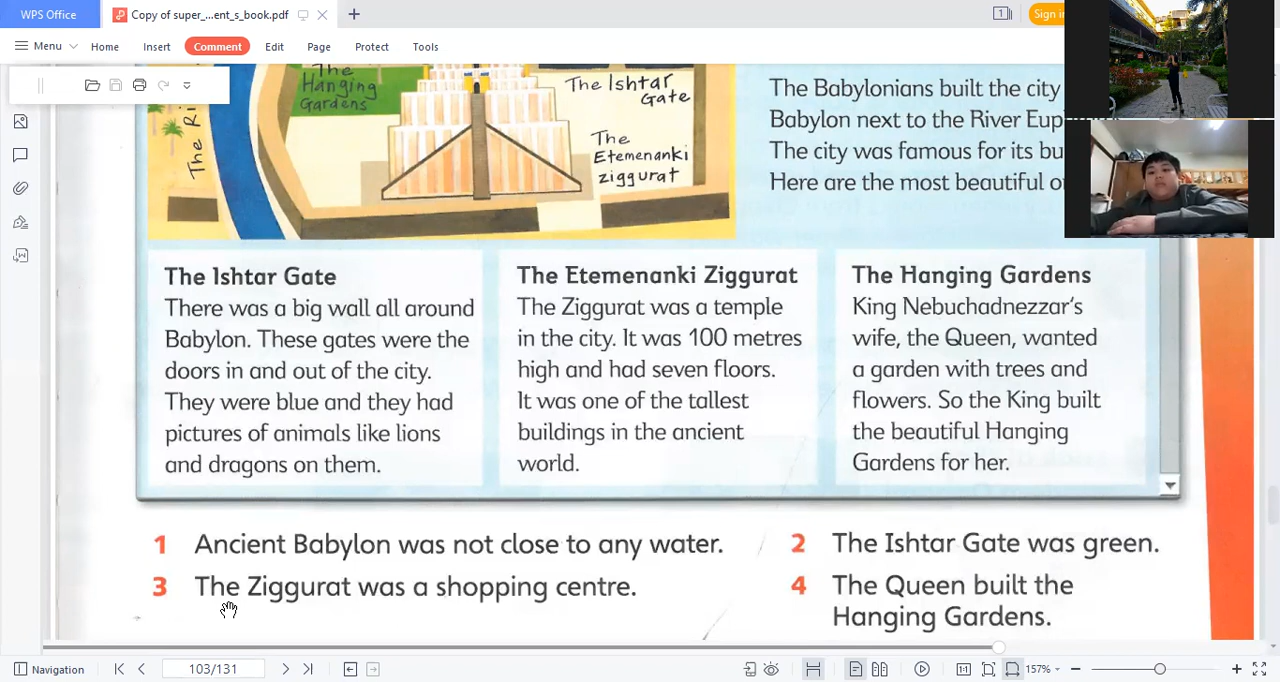 WPS Office
Copy of super_...ent_s_book.pdf
1
Sign in
Menu
Home
Insert
Comment
Edit
Page
Protect
Tools
The
Hanging
Gardens
The Ishtar
Gate
The
Etemenanki
ziggurat
The Babylonians built the city
Babylon next to the River
The city was famous for its
Here are the most beautiful
The Ishtar Gate
There was a big wall all around
Babylon. These gates were the
doors in and out of the city.
They were blue and they had
pictures of animals like lions
and dragons on them.
The Etemenanki Ziggurat
The Ziggurat was a temple
in the city. It was 100 metres
high and had seven floors.
It was one of the tallest
buildings in the ancient
world.
The Hanging Gardens
King Nebuchadnezzar's
wife, the Queen, wanted
a garden with trees and
flowers. So the King built
the beautiful Hanging
Gardens for her.
1 Ancient Babylon was not close to any water.
2 The Ishtar Gate was green.
3 The Ziggurat was a shopping centre.
4 The Queen built the
Hanging Gardens.
Navigation
103/131
157%